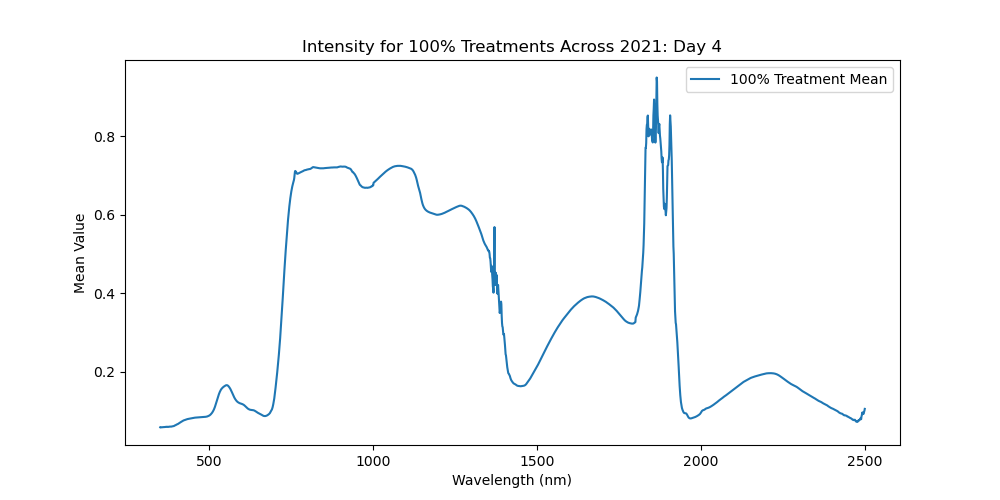 Intensity for 100% Treatments Across 2021: Day 4
100% Treatment Mean
Mean Value
0.8
0.6
0.4
0.2
500 1000 1500 2000 2500
Wavelength (nm)